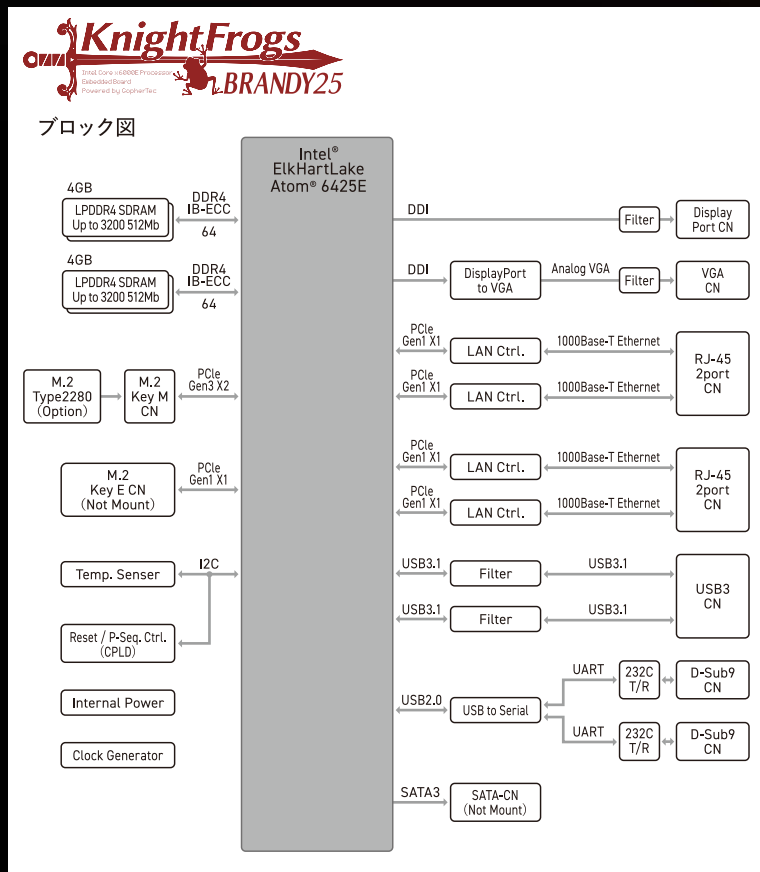 KnightFrogs
Intel Core x6000E Processor
Embedded Board
Powered by GopherTec
BRANDY25
ブロック図
Intel®
ElkHartLake
Atom® 6425E
4GB
LPDDR4 SDRAM
Up to 3200 512Mb
DDR4
IB-ECC
64
4GB
LPDDR4 SDRAM
Up to 3200 512Mb
DDR4
IB-ECC
64
M.2
Type2280
(Option)
M.2
Key M
CN
PCIe
Gen3 X2
M.2
Key E CN
(Not Mount)
PCIe
Gen1 X1
Temp. Senser
I2C
Reset / P-Seq. Ctrl.
(CPLD)
Internal Power
Clock Generator
DDI
Filter
Display
Port CN
DDI
DisplayPort
to VGA
Analog VGA
Filter
VGA
CN
PCIe
Gen1 X1
LAN Ctrl.
1000Base-T Ethernet
PCIe
Gen1 X1
LAN Ctrl.
1000Base-T Ethernet
RJ-45
2port
CN
PCIe
Gen1 X1
LAN Ctrl.
1000Base-T Ethernet
PCIe
Gen1 X1
LAN Ctrl.
1000Base-T Ethernet
RJ-45
2port
CN
USB3.1
Filter
USB3.1
USB3.1
Filter
USB3.1
USB3
CN
USB2.0
USB to Serial
UART
232C
T/R
D-Sub9
CN
UART
232C
T/R
D-Sub9
CN
SATA3
SATA-CN
(Not Mount)